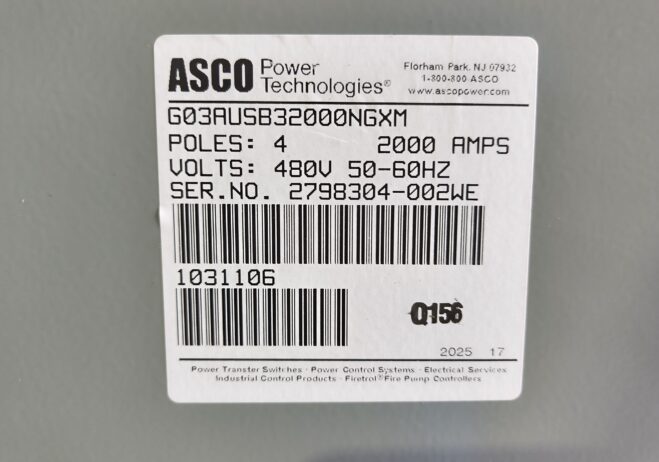 ASCO Power Technologies®
Florham Park, NJ 07932
1-800-800-ASCO
www.ascopower.com
G03AUSB32000NGXM
POLES: 4 2000 AMPS
VOLTS: 480V 50-60HZ
SER.NO. 2798304-002WE
1031106
Q156
2025 17
Power Transfer Switches · Power Control Systems · Electrical Services
Industrial Control Products · Firetrol® Fire Pump Controllers